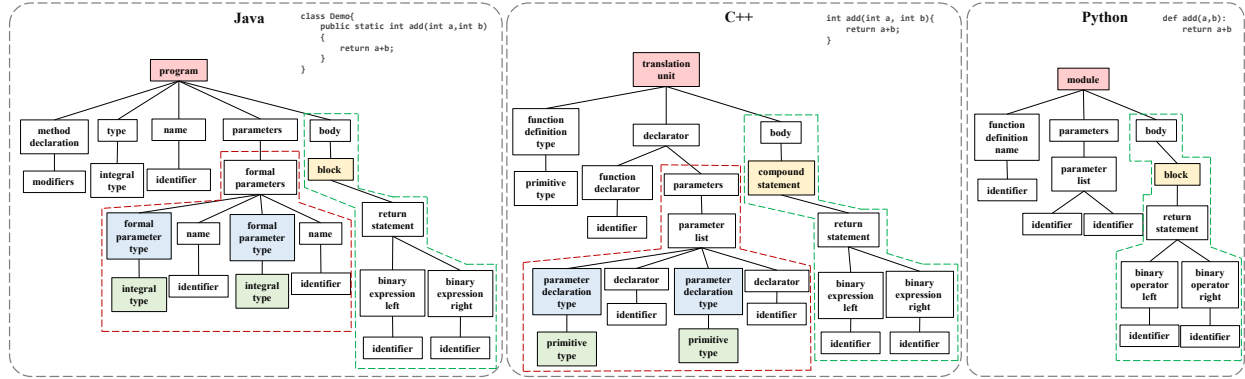 Java
class Demo{
public static int add(int a,int b)
{
return a+b;
}
}
program
method
declaration
type
name
parameters
body
modifiers
integral
type
identifier
formal
parameters
block
formal
parameter
type
name
formal
parameter
type
name
return
statement
integral
type
identifier
integral
type
identifier
binary
expression
left
binary
expression
right
identifier
identifier
C++
int add(int a, int b){
return a+b;
}
translation
unit
function
definition
type
declarator
body
primitive
type
function
declarator
parameters
compound
statement
identifier
parameter
list
return
statement
parameter
declaration
type
declarator
parameter
declaration
type
declarator
binary
expression
left
binary
expression
right
identifier
identifier
primitive
type
primitive
type
identifier
identifier
Python
def add(a,b):
return a+b
module
function
definition
name
parameters
body
identifier
parameter
list
block
identifier
identifier
return
statement
binary
operator
left
binary
operator
right
identifier
identifier